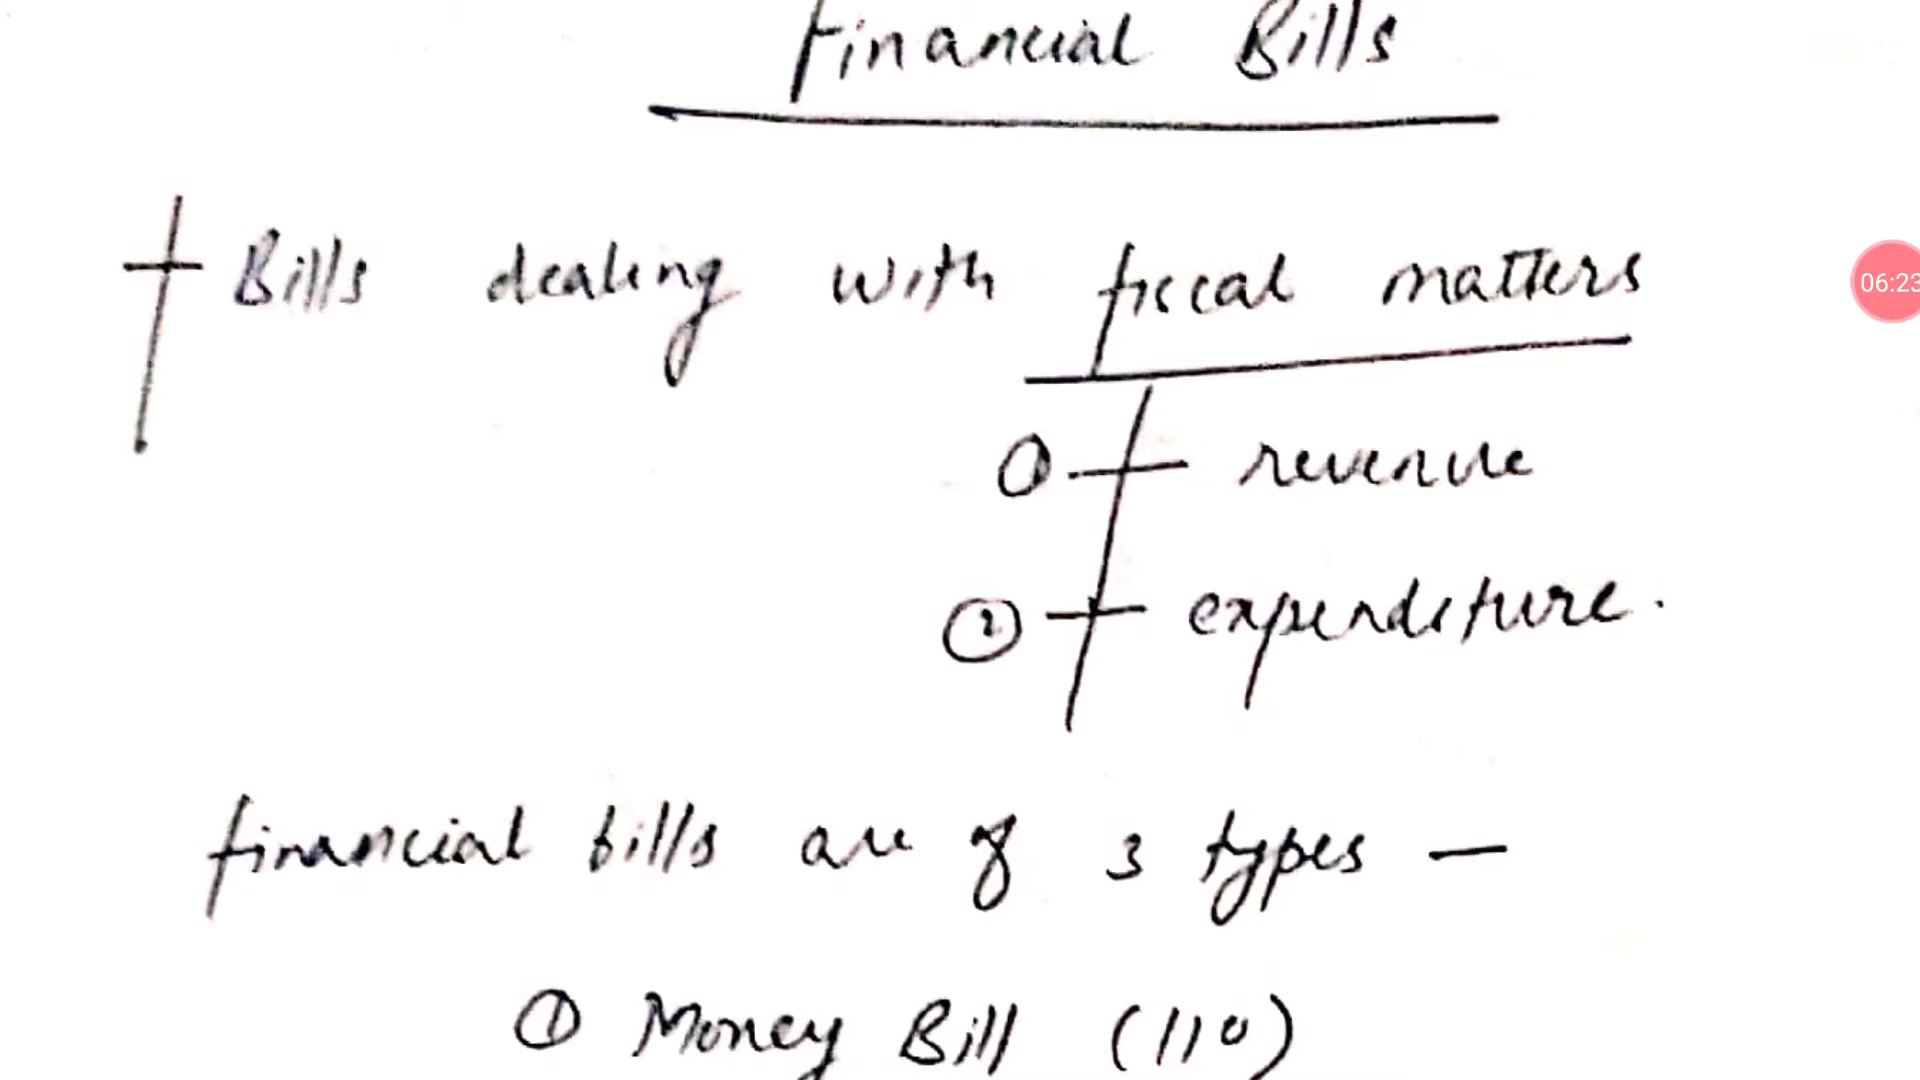 Financial Bills
Bills dealing with fiscal matters
06:23
① revenue
② expenditure.
financial bills are of 3 types —
① Money Bill (110)